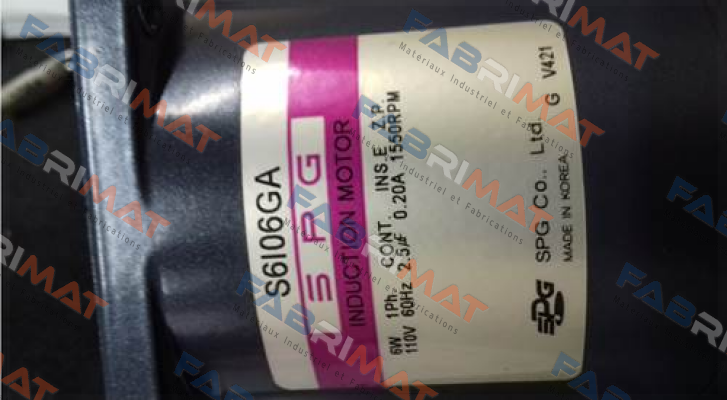 S6I06GA
SPG
INDUCTION MOTOR
6W 1Ph CONT. INS.E Z.P.
110V 60Hz 2.5㎌ 0.20A 1550RPM
SPG SPG CO., Ltd. G V421
MADE IN KOREA.
FABRIMAT
Materiaux Industriel et Fabrications